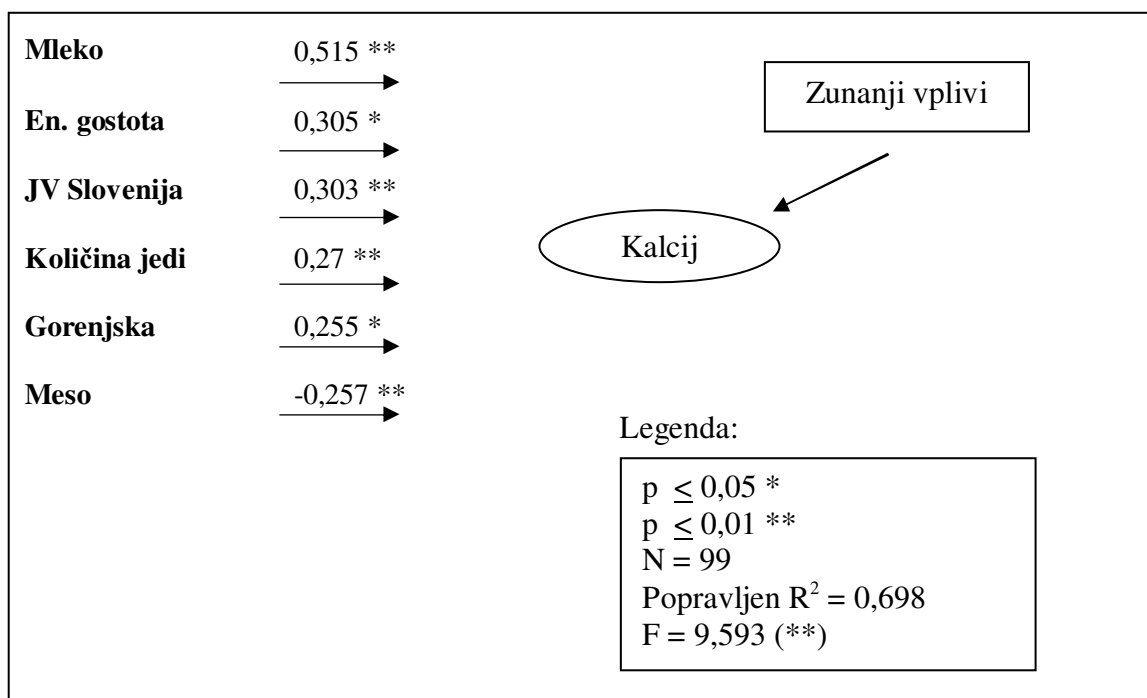 Mleko 0,515 **
En. gostota 0,305 *
JV Slovenija 0,303 **
Količina jedi 0,27 **
Gorenjska 0,255 *
Meso -0,257 **
Zunanji vplivi
Kalcij
Legenda:
p ≤ 0,05 *
p ≤ 0,01 **
N = 99
Popravljen R² = 0,698
F = 9,593 (**)